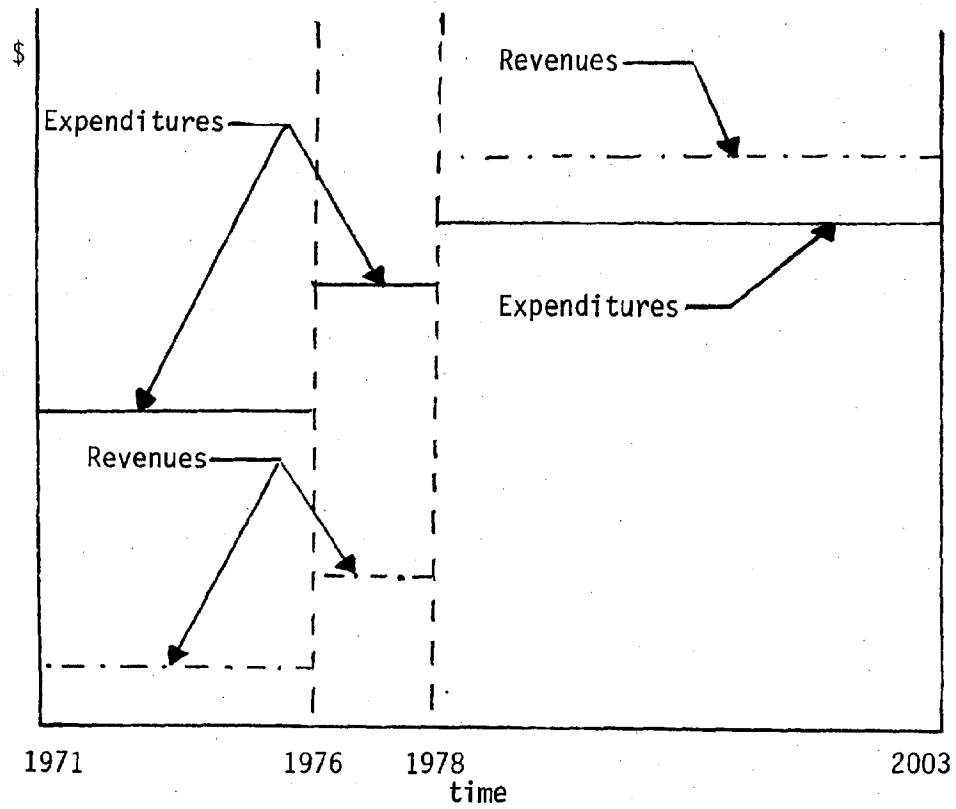 $
Revenues
Expenditures
Expenditures
Revenues
1971 1976 1978 2003
time